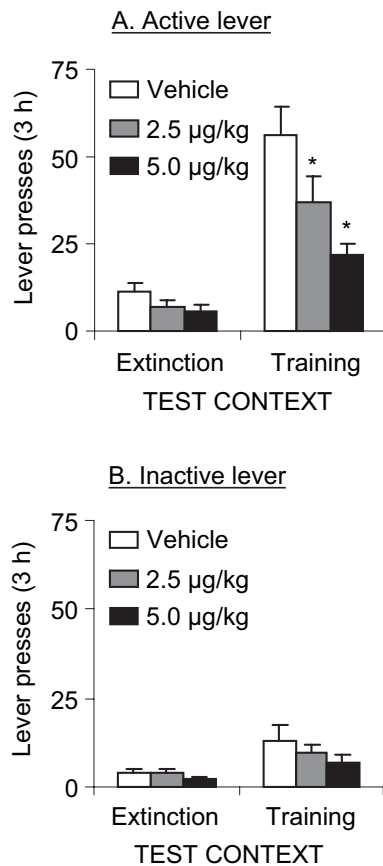 A. Active lever
75
50
25
0
Lever presses (3 h)
Vehicle
2.5 µg/kg
5.0 µg/kg
*
*
Extinction Training
TEST CONTEXT
B. Inactive lever
75
50
25
0
Lever presses (3 h)
Vehicle
2.5 µg/kg
5.0 µg/kg
Extinction Training
TEST CONTEXT